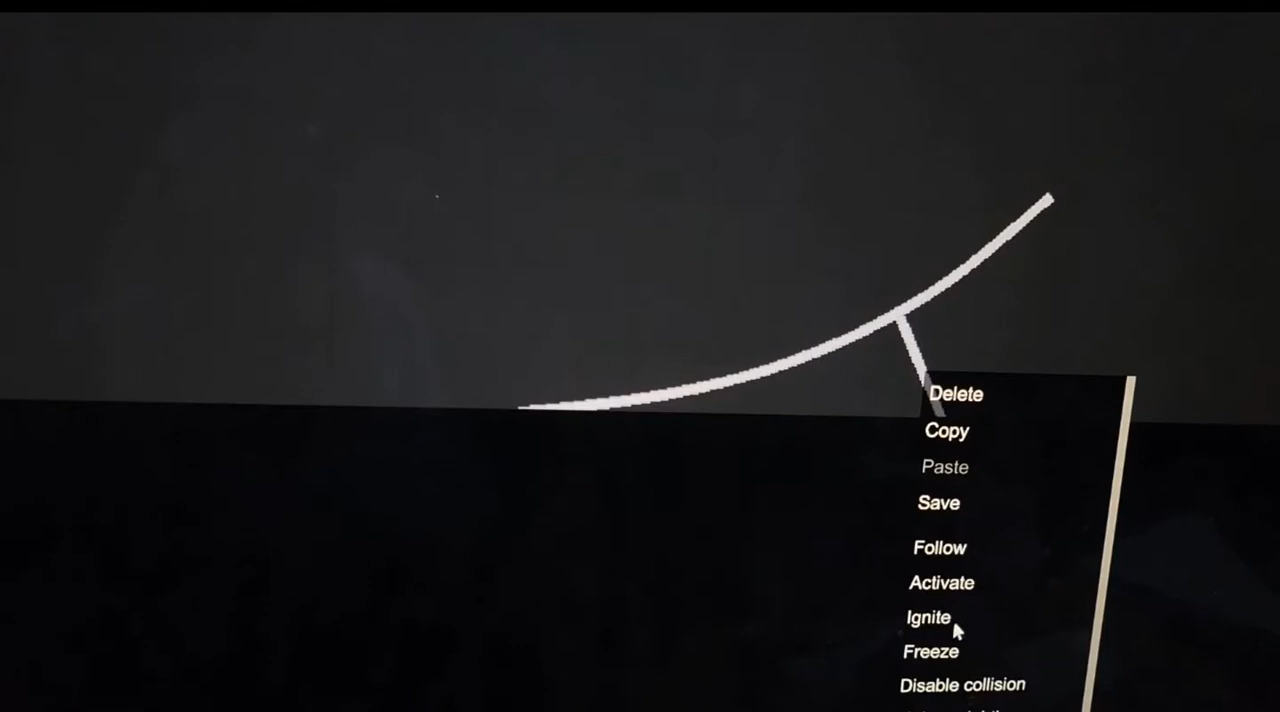 Delete
Copy
Paste
Save
Follow
Activate
Ignite
Freeze
Disable collision